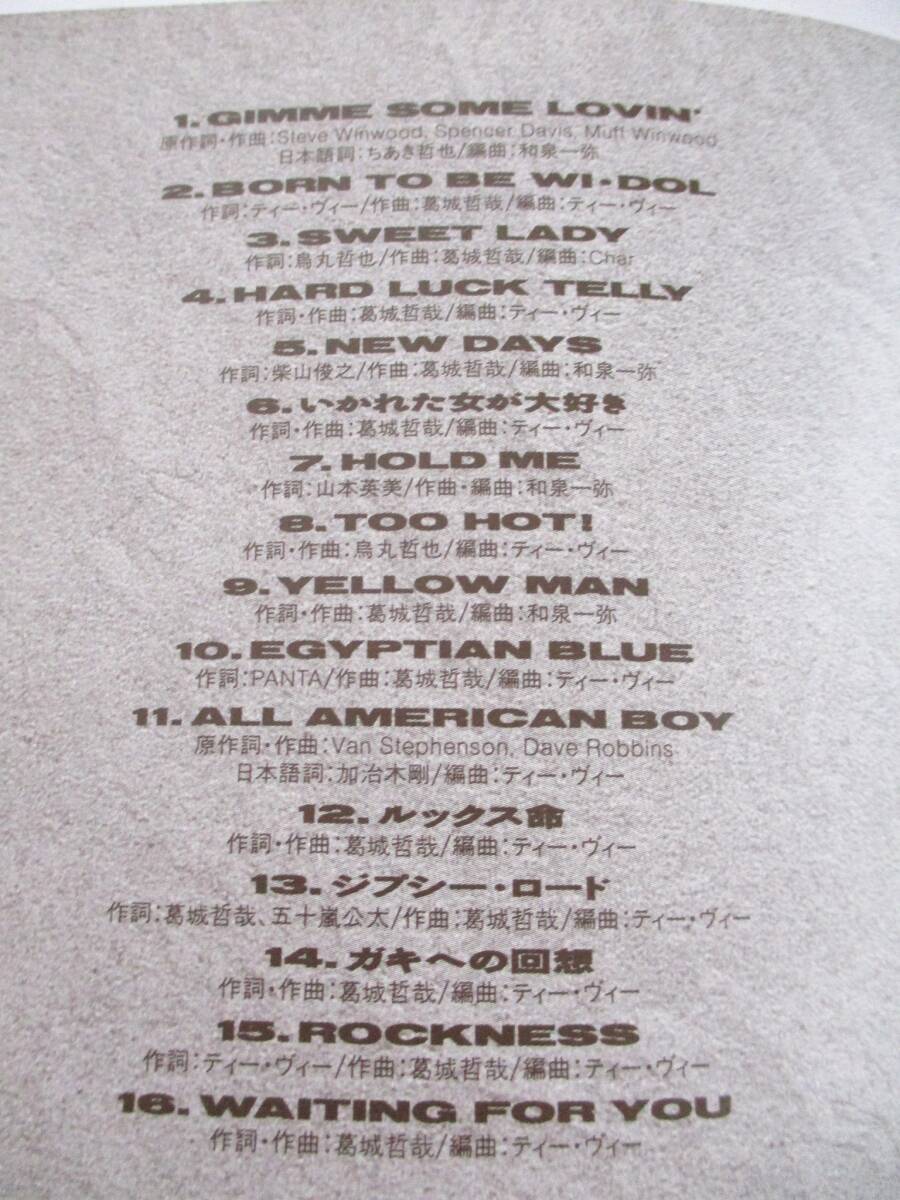 1. GIMME SOME LOVIN'
原作詞・作曲：Steve Winwood, Spencer Davis, Muff Winwood
日本語詞：ちあき哲也/編曲：和泉一弥
2. BORN TO BE WI・DOL
作詞：ティー・ヴィー/作曲：葛城哲哉/編曲：ティー・ヴィー
3. SWEET LADY
作詞：烏丸哲也/作曲：葛城哲哉/編曲：Char
4. HARD LUCK TELLY
作詞・作曲：葛城哲哉/編曲：ティー・ヴィー
5. NEW DAYS
作詞：柴山俊之/作曲：葛城哲哉/編曲：和泉一弥
6. いかれた女が大好き
作詞・作曲：葛城哲哉/編曲：ティー・ヴィー
7. HOLD ME
作詞：山本英美/作曲・編曲：和泉一弥
8. TOO HOT!
作詞・作曲：烏丸哲也/編曲：ティー・ヴィー
9. YELLOW MAN
作詞・作曲：葛城哲哉/編曲：和泉一弥
10. EGYPTIAN BLUE
作詞：PANTA/作曲：葛城哲哉/編曲：ティー・ヴィー
11. ALL AMERICAN BOY
原作詞・作曲：Van Stephenson, Dave Robbins
日本語詞：加治木剛/編曲：ティー・ヴィー
12. ルックス命
作詞・作曲：葛城哲哉/編曲：ティー・ヴィー
13. ジプシー・ロード
作詞：葛城哲哉、五十嵐公太/作曲：葛城哲哉/編曲：ティー・ヴィー
14. ガキへの回想
作詞・作曲：葛城哲哉/編曲：ティー・ヴィー
15. ROCKNESS
作詞：ティー・ヴィー/作曲：葛城哲哉/編曲：ティー・ヴィー
16. WAITING FOR YOU
作詞・作曲：葛城哲哉/編曲：ティー・ヴィー